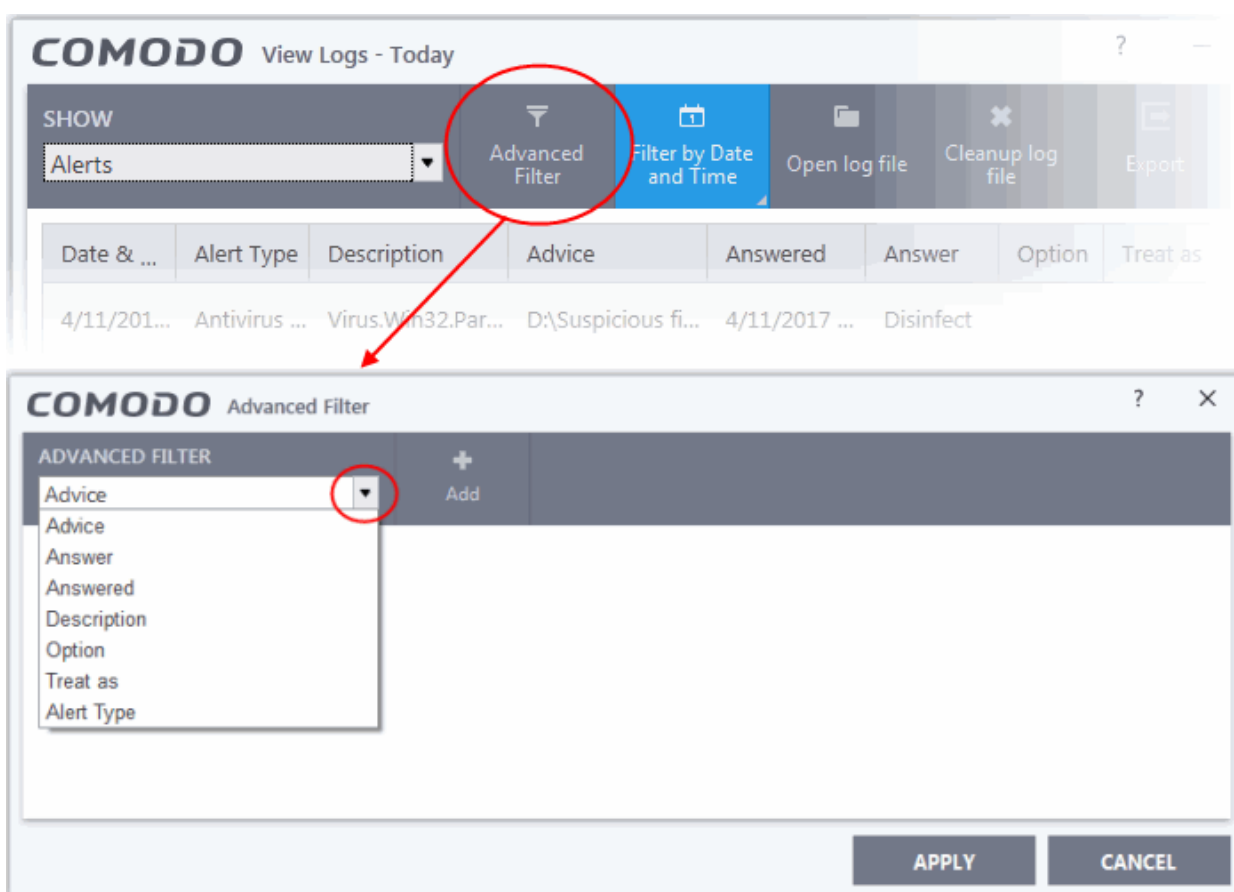 COMODO View Logs - Today ?
SHOW
Alerts
Advanced
Filter
Filter by Date
and Time
Open log file
Cleanup log
file
Export
Date & ... Alert Type Description Advice Answered Answer Option Treat as
4/11/201... Antivirus ... Virus.Win32.Par... D:\Suspicious fi... 4/11/2017 ... Disinfect
COMODO Advanced Filter ?
ADVANCED FILTER
Advice
Add
Advice
Answer
Answered
Description
Option
Treat as
Alert Type
APPLY CANCEL